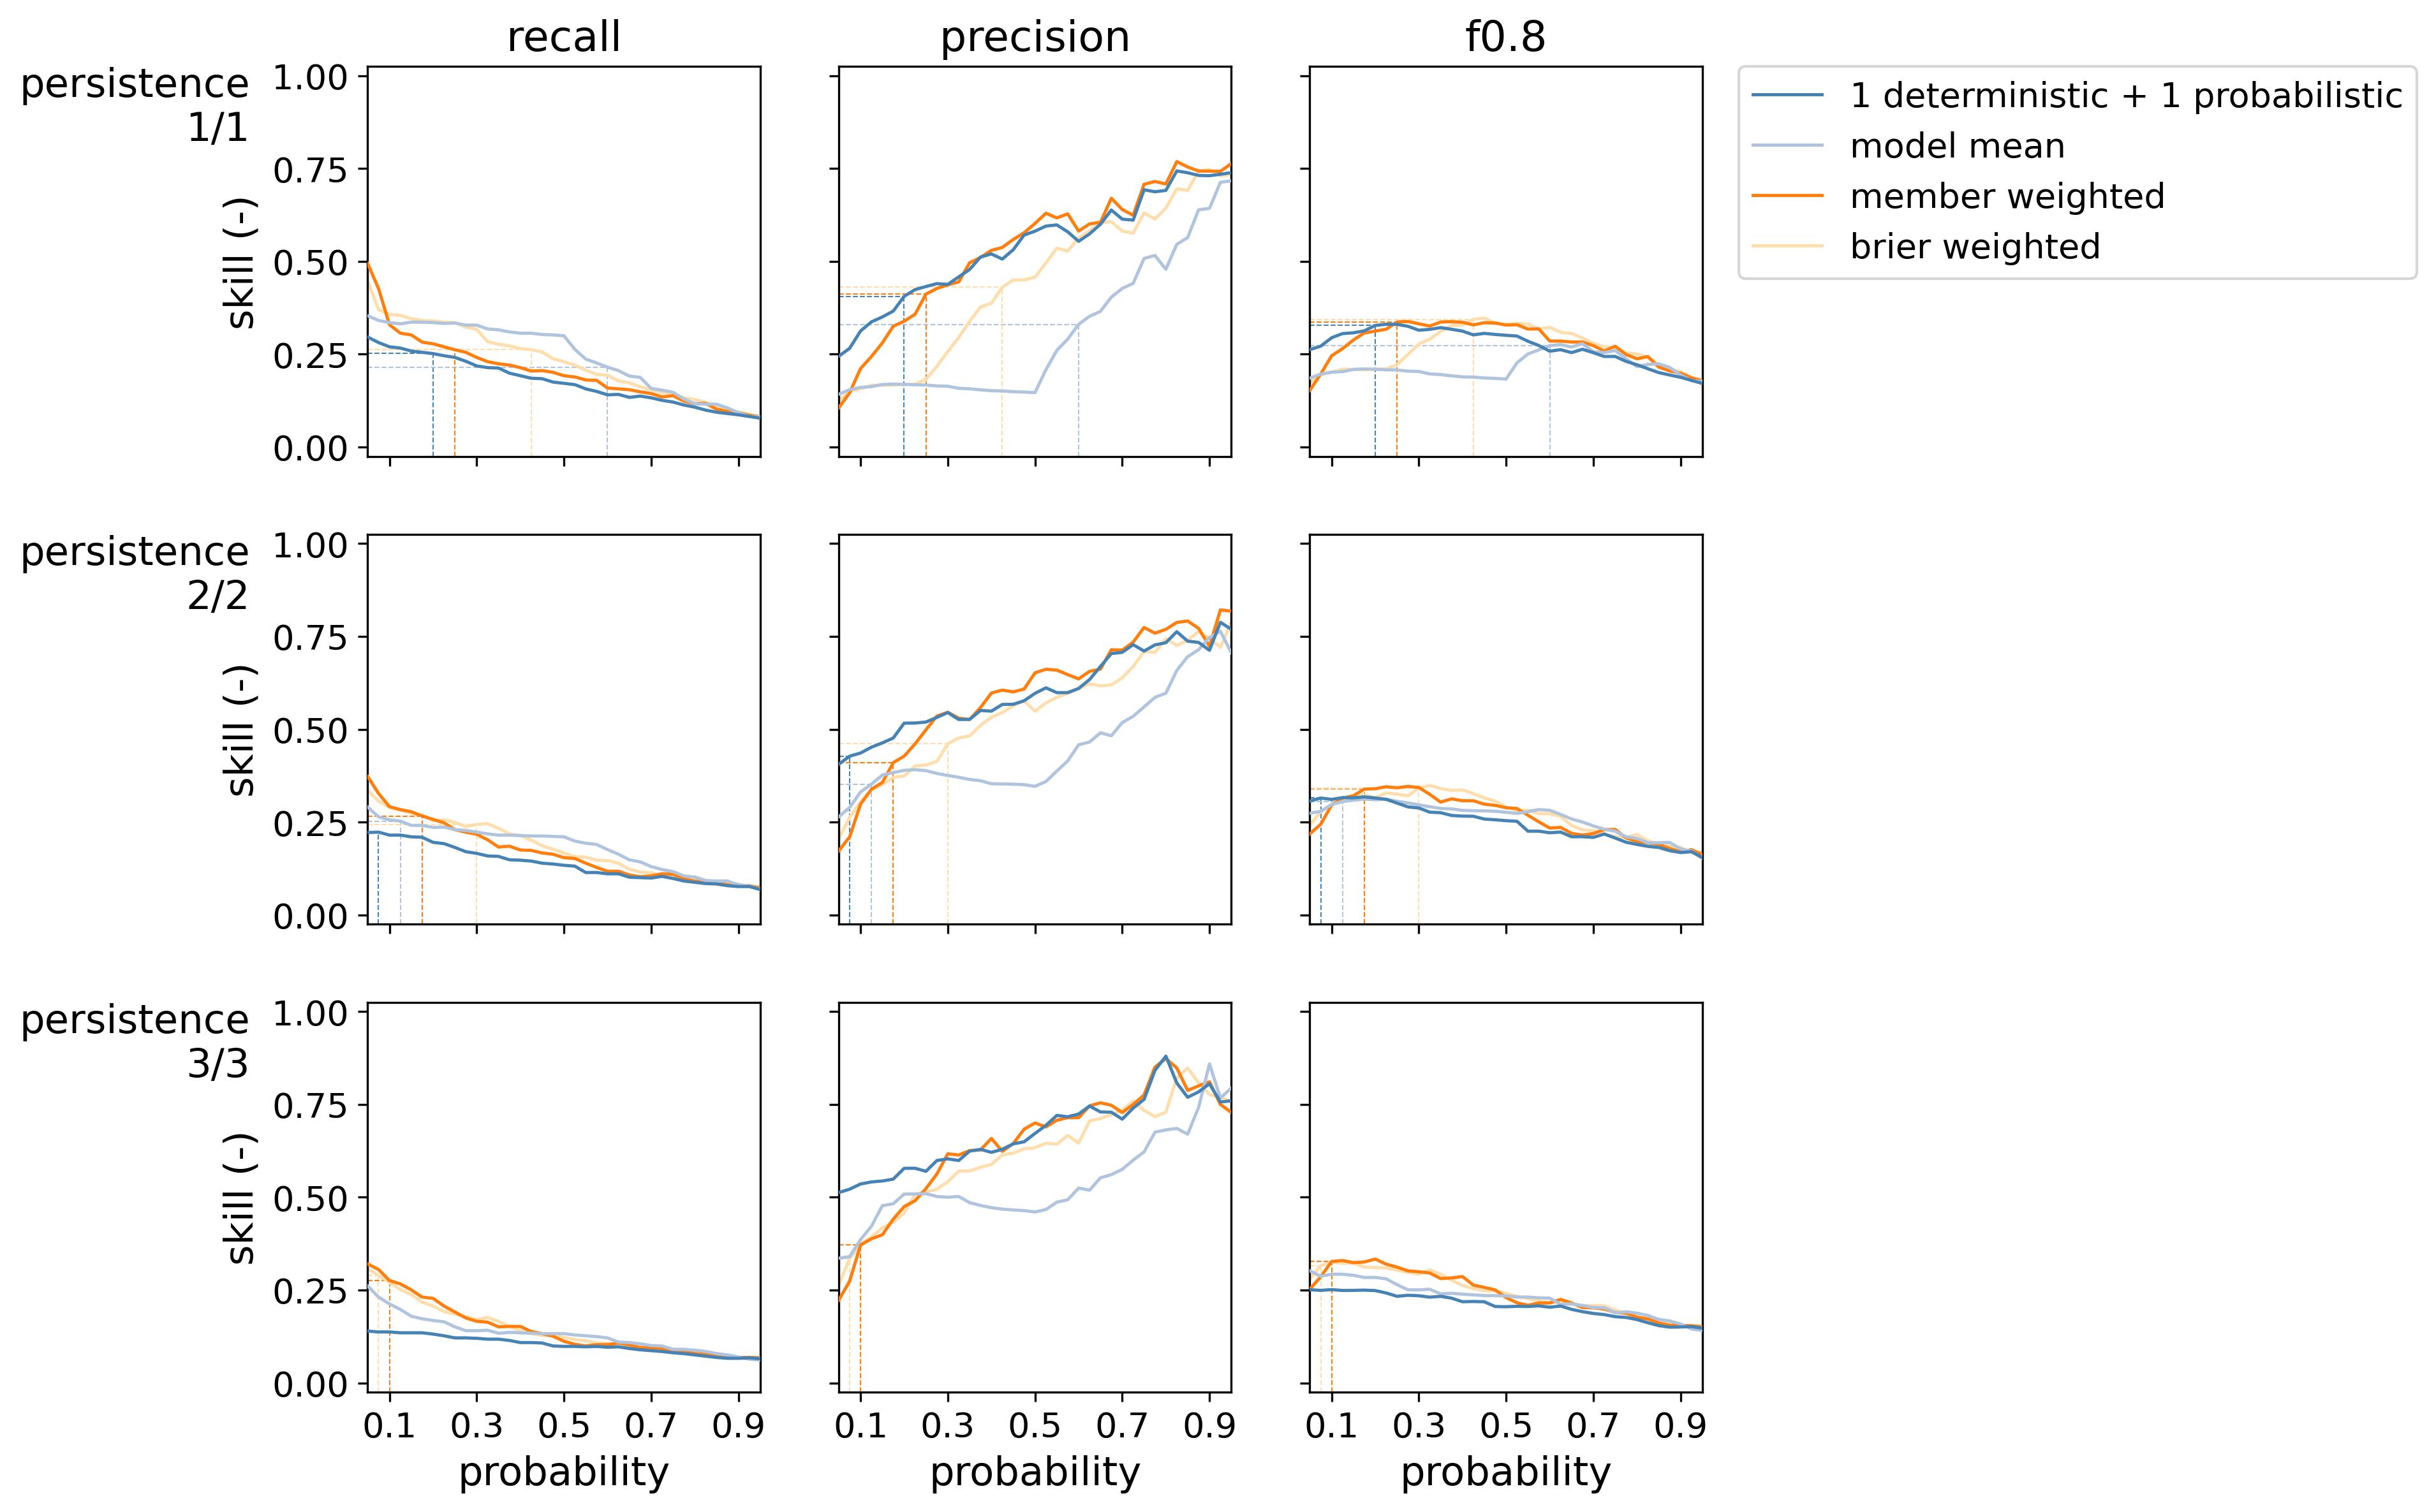 recall
precision
f0.8
persistence
1/1
skill (-)
1.00
0.75
0.50
0.25
0.00
1 deterministic + 1 probabilistic
model mean
member weighted
brier weighted
persistence
2/2
skill (-)
1.00
0.75
0.50
0.25
0.00
persistence
3/3
skill (-)
1.00
0.75
0.50
0.25
0.00
0.1 0.3 0.5 0.7 0.9
probability
0.1 0.3 0.5 0.7 0.9
probability
0.1 0.3 0.5 0.7 0.9
probability